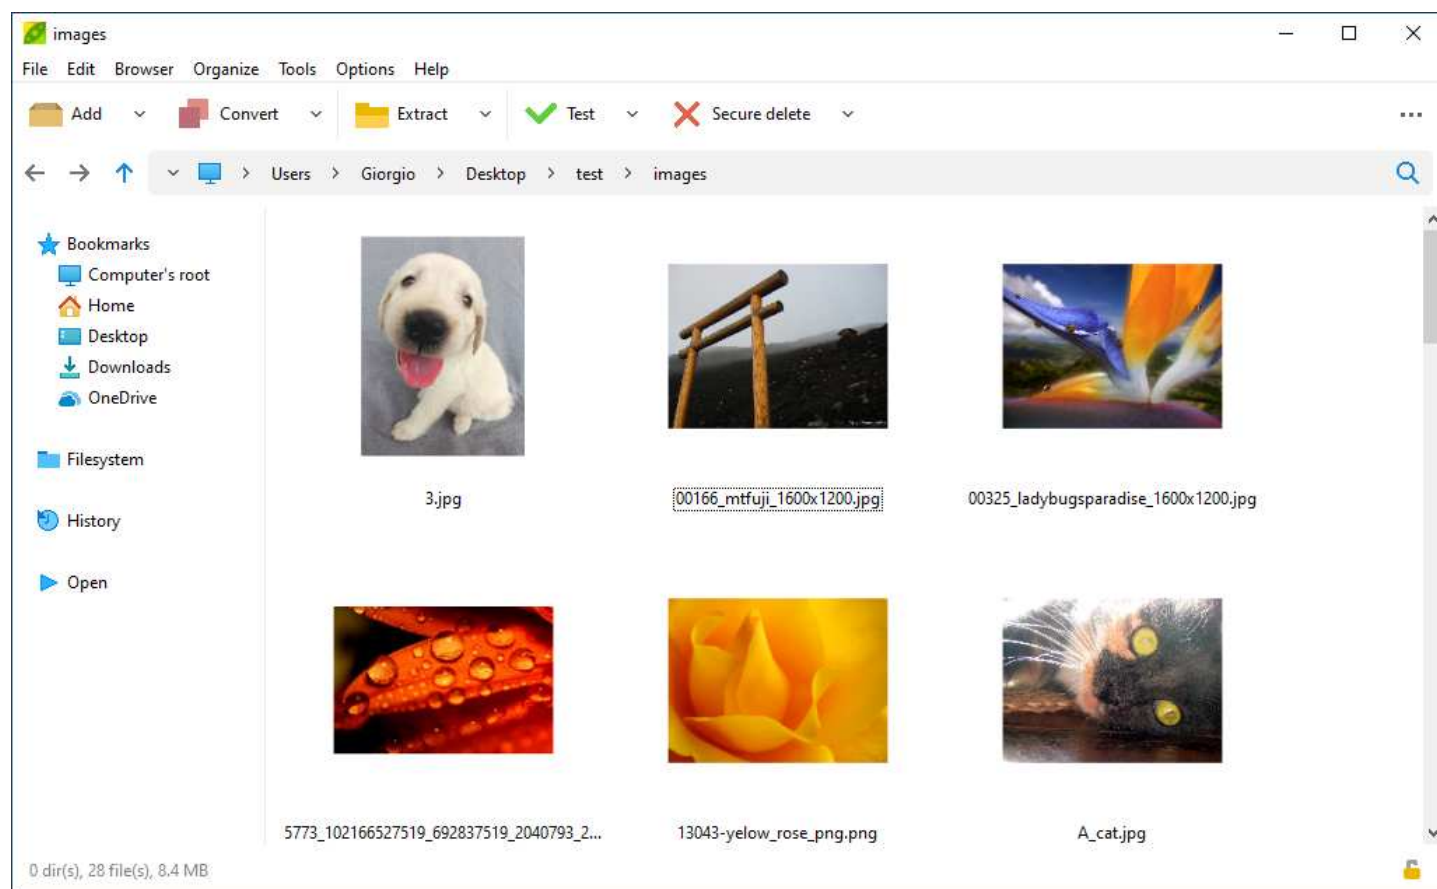 images
File Edit Browser Organize Tools Options Help
Add Convert Extract Test Secure delete
Users > Giorgio > Desktop > test > images
Bookmarks
Computer's root
Home
Desktop
Downloads
OneDrive
Filesystem
History
Open
3.jpg 00166_mtfuji_1600x1200.jpg 00325_ladybugsparadise_1600x1200.jpg
5773_102166527519_692837519_2040793_2... 13043-yelow_rose_png.png A_cat.jpg
0 dir(s), 28 file(s), 8.4 MB